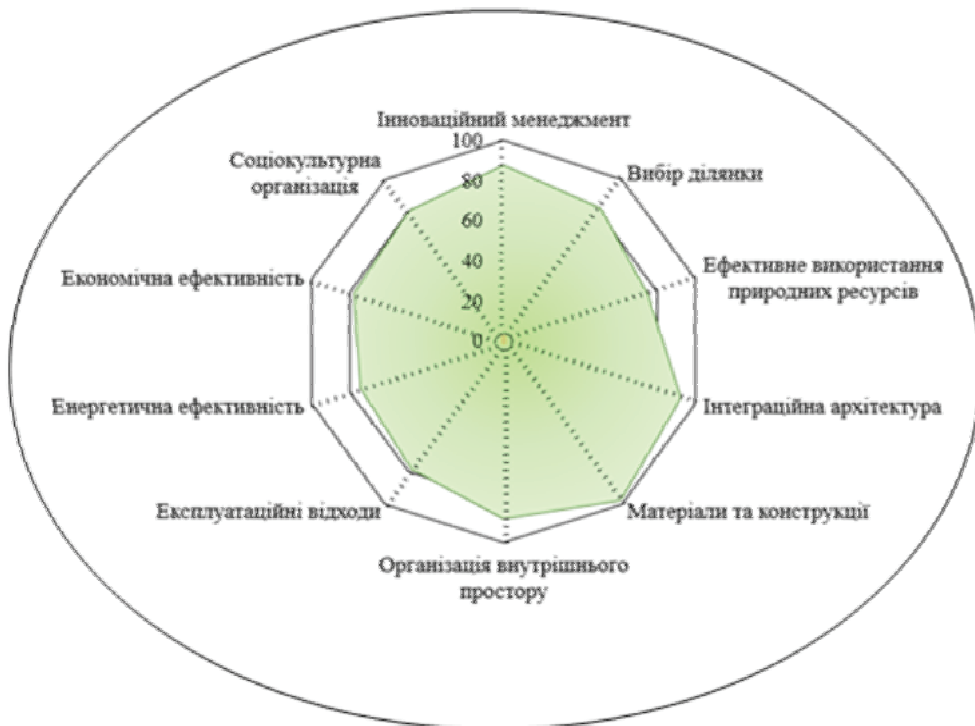 Інноваційний менеджмент
100
Соціокультурна
організація
80
Вибір ділянки
60
40
Економічна ефективність
Ефективне використання
природних ресурсів
20
0
Енергетична ефективність
Інтеграційна архітектура
Експлуатаційні відходи
Матеріали та конструкції
Організація внутрішнього
простору